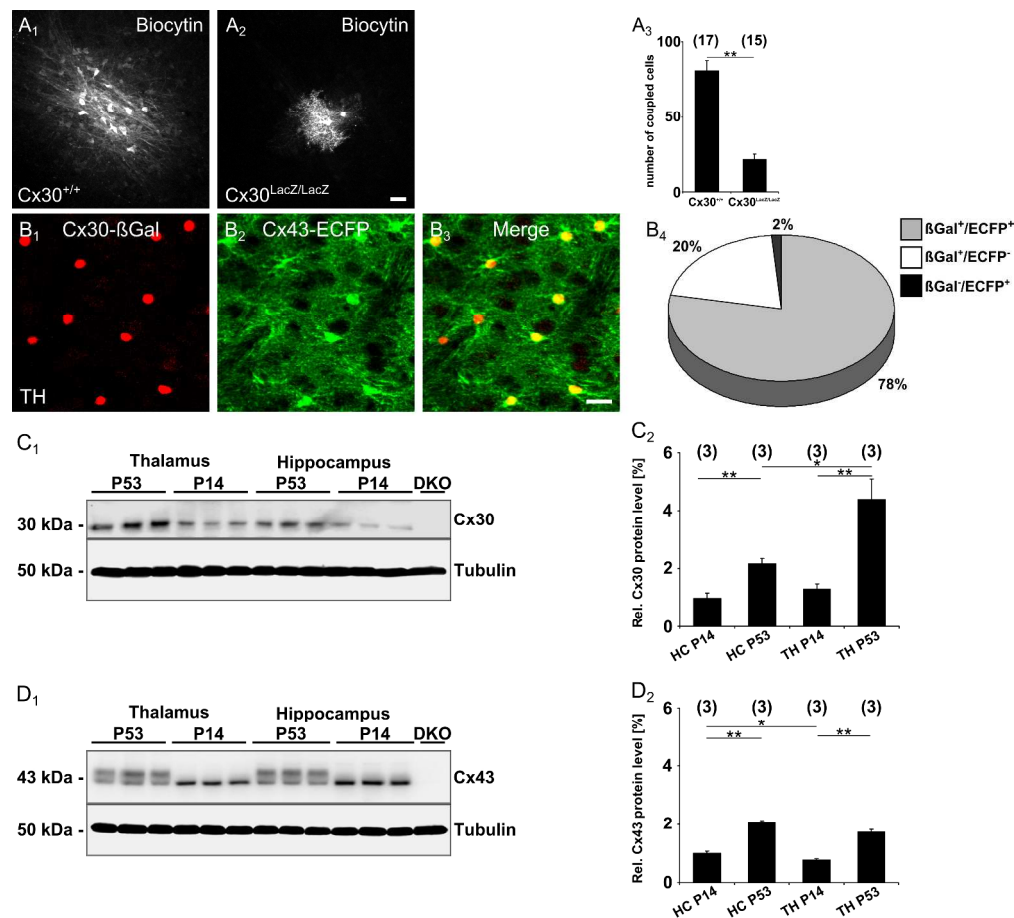 A1 Biocytin
Cx30+/+
A2 Biocytin
Cx30LacZ/LacZ
A3
(17) (15)
**
100
50
0
number of coupled cells
Cx30+/+ Cx30LacZ/LacZ
B1 Cx30-ßGal
TH
B2 Cx43-ECFP
B3 Merge
B4
2%
20%
78%
ßGal+/ECFP+
ßGal+/ECFP-
ßGal-/ECFP+
C1
Thalamus Hippocampus
P53 P14 P53 P14 DKO
30 kDa - Cx30
50 kDa - Tubulin
C2
(3) (3) (3) (3)
*
** **
6
4
2
0
Rel. Cx30 protein level [%]
HC P14 HC P53 TH P14 TH P53
D1
Thalamus Hippocampus
P53 P14 P53 P14 DKO
43 kDa - Cx43
50 kDa - Tubulin
D2
(3) (3) (3) (3)
*
** **
6
4
2
0
Rel. Cx43 protein level [%]
HC P14 HC P53 TH P14 TH P53